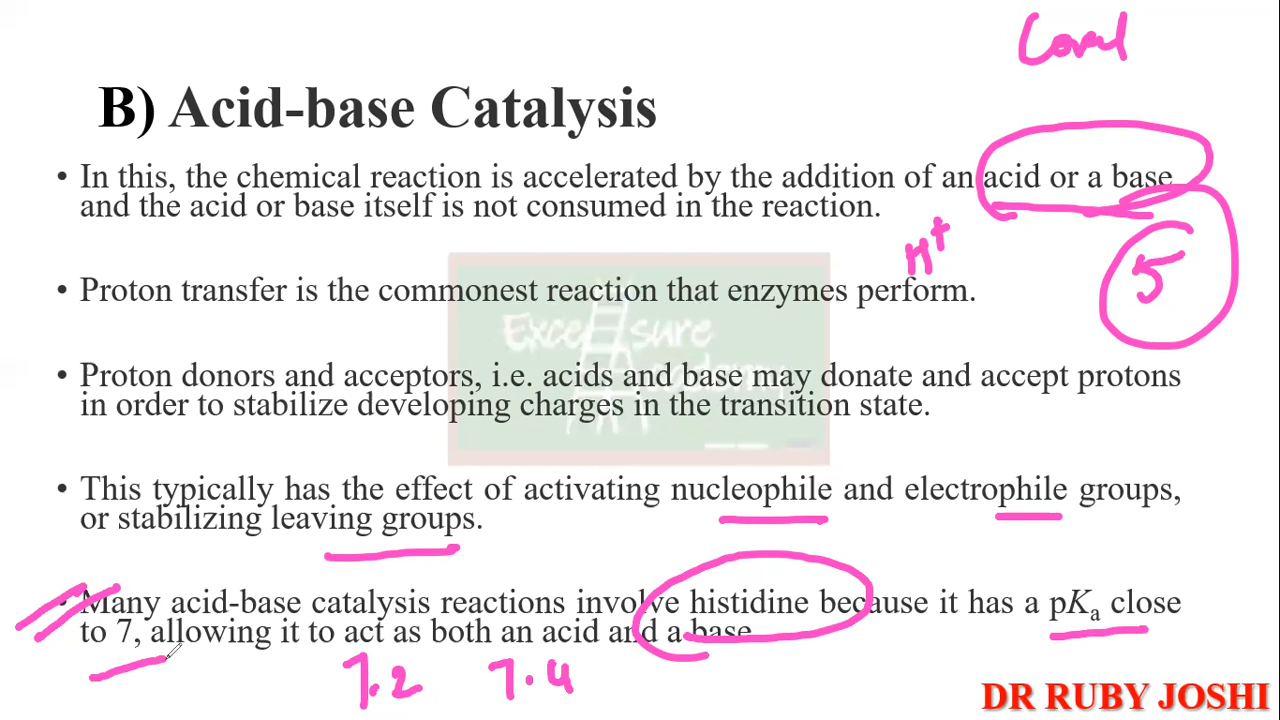 Coval
B) Acid-base Catalysis
• In this, the chemical reaction is accelerated by the addition of an acid or a base
and the acid or base itself is not consumed in the reaction.
H+
5
• Proton transfer is the commonest reaction that enzymes perform.
Excel sure
• Proton donors and acceptors, i.e. acids and base may donate and accept protons
in order to stabilize developing charges in the transition state.
• This typically has the effect of activating nucleophile and electrophile groups,
or stabilizing leaving groups.
• Many acid-base catalysis reactions involve histidine because it has a pKa close
to 7, allowing it to act as both an acid and a base
7.2 7.4
DR RUBY JOSHI